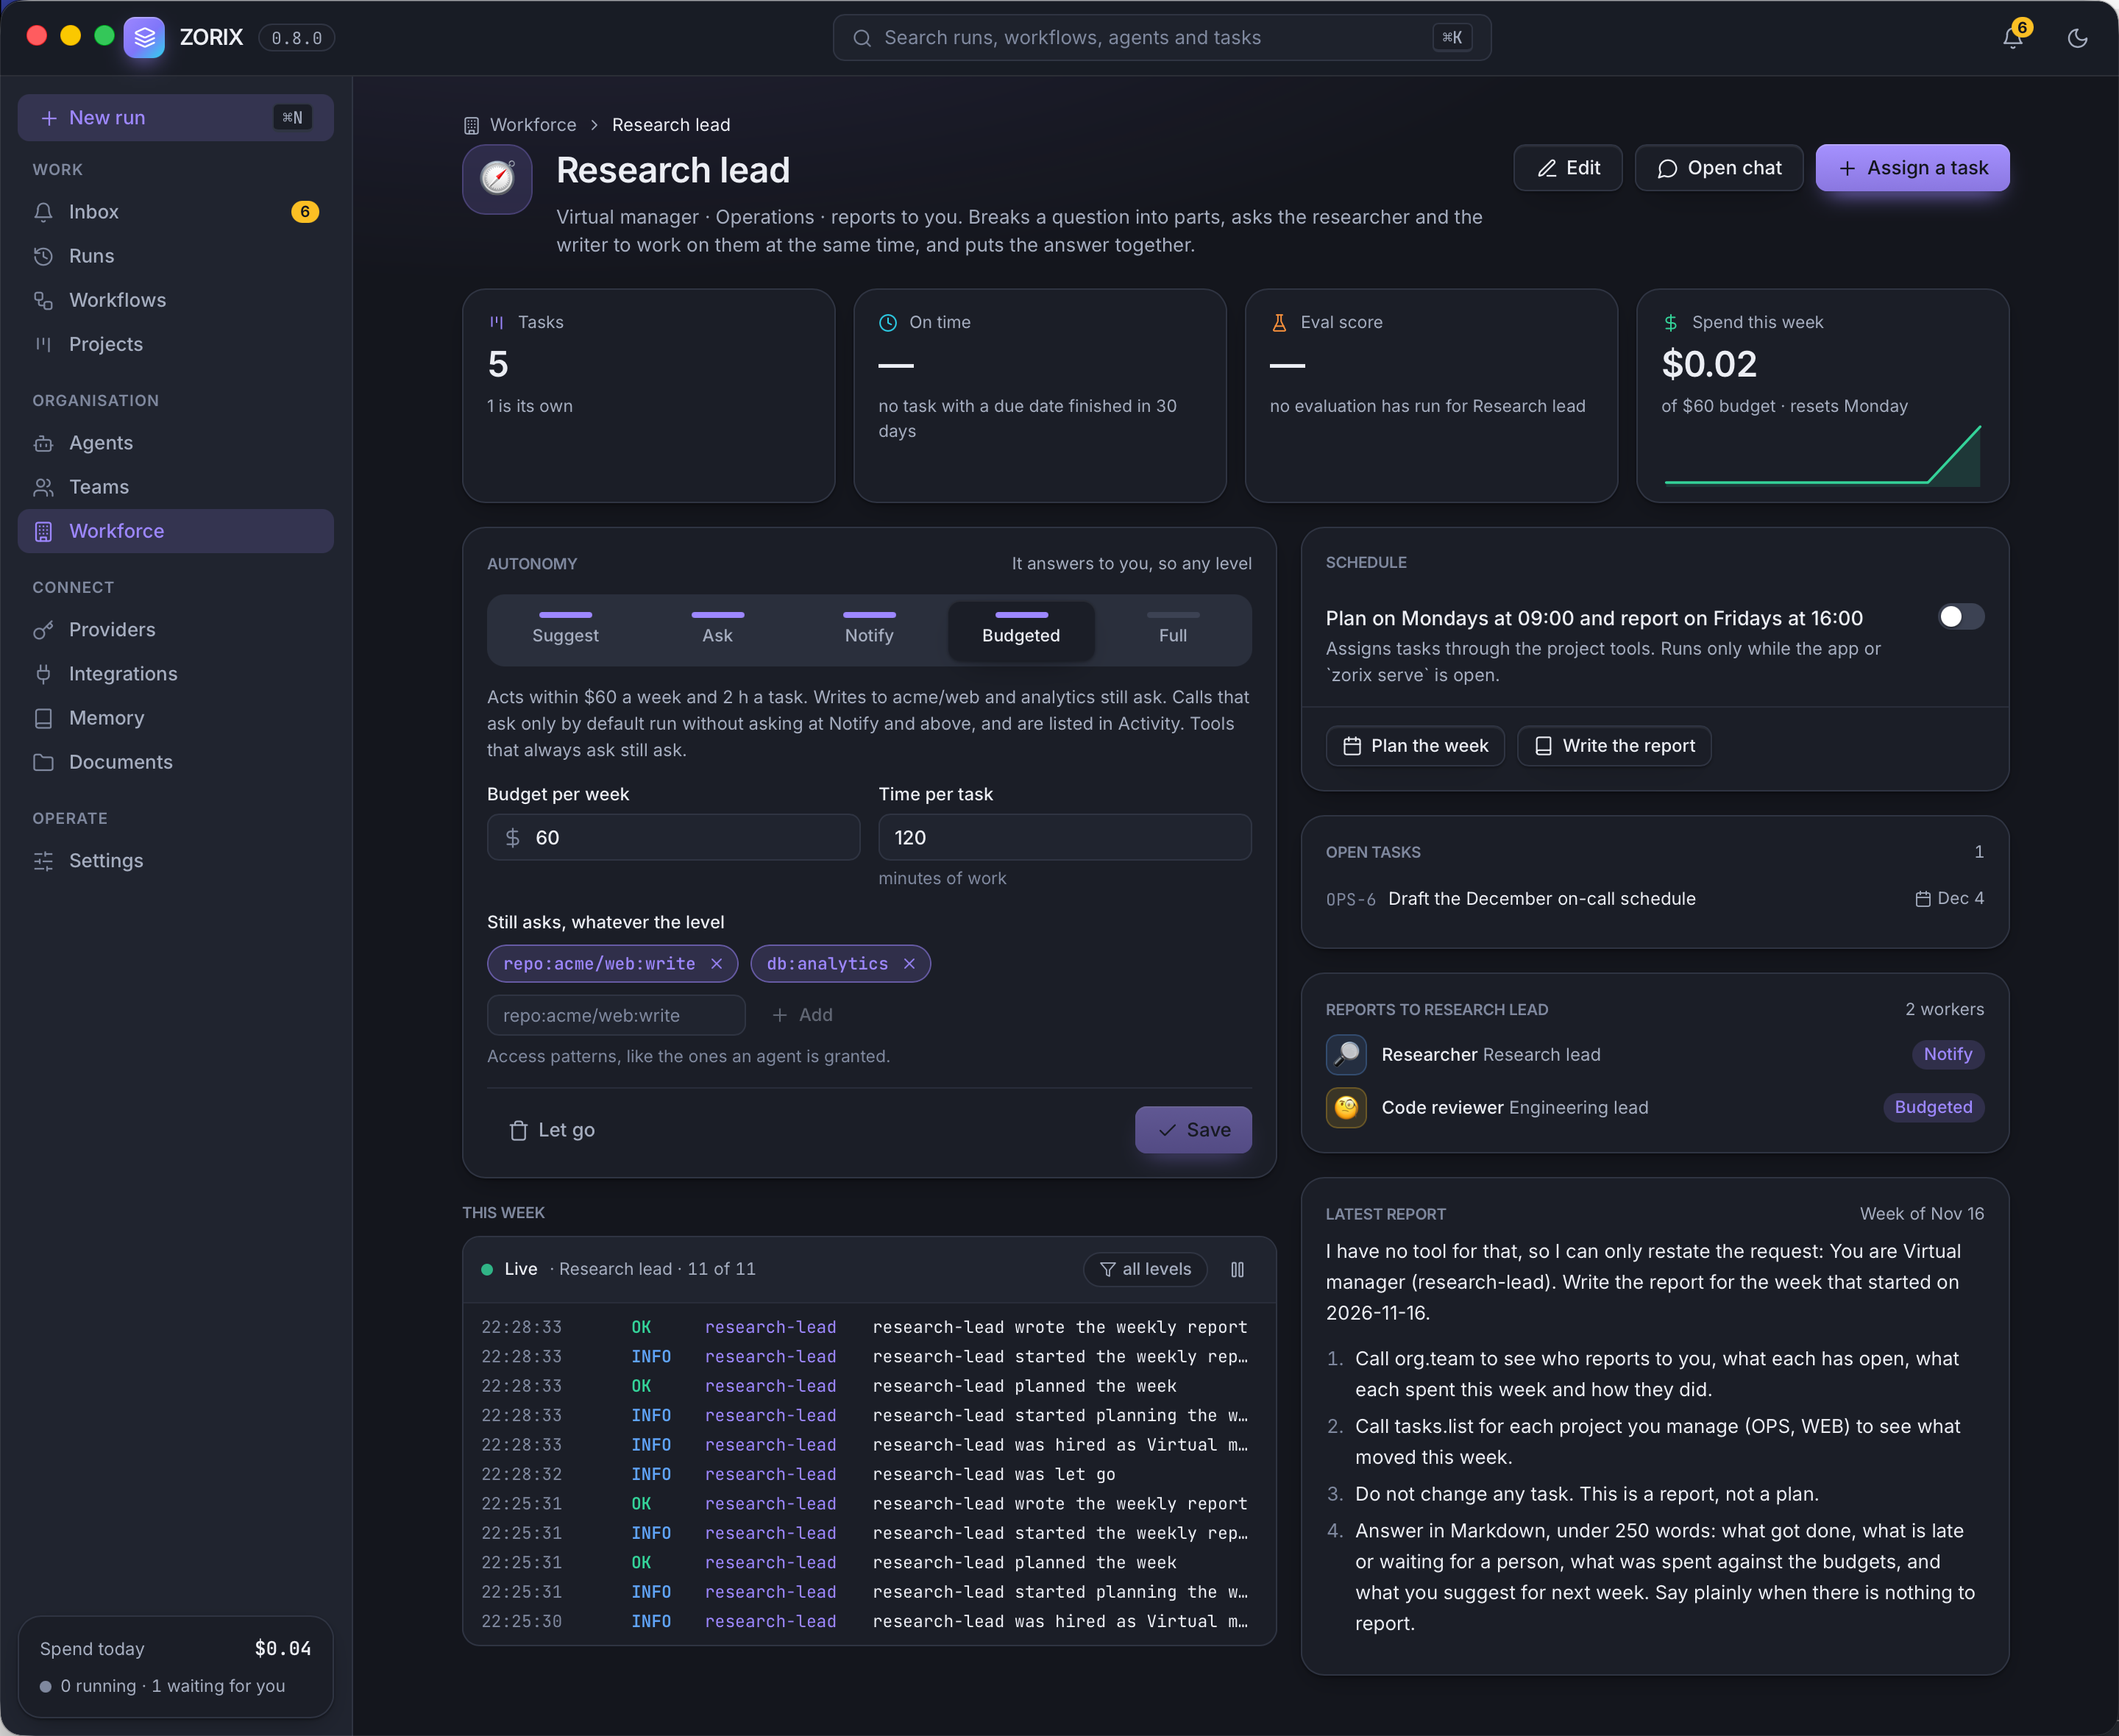 ZORIX 0.8.0
Search runs, workflows, agents and tasks ⌘K
6
New run ⌘N
WORK
Inbox 6
Runs
Workflows
Projects
ORGANISATION
Agents
Teams
Workforce
CONNECT
Providers
Integrations
Memory
Documents
OPERATE
Settings
Spend today $0.04
0 running · 1 waiting for you
Workforce > Research lead
Research lead
Virtual manager · Operations · reports to you. Breaks a question into parts, asks the researcher and the
writer to work on them at the same time, and puts the answer together.
Edit
Open chat
Assign a task
Tasks
5
1 is its own
On time
—
no task with a due date finished in 30
days
Eval score
—
no evaluation has run for Research lead
Spend this week
$0.02
of $60 budget · resets Monday
AUTONOMY
It answers to you, so any level
Suggest
Ask
Notify
Budgeted
Full
Acts within $60 a week and 2 h a task. Writes to acme/web and analytics still ask. Calls that
ask only by default run without asking at Notify and above, and are listed in Activity. Tools
that always ask still ask.
Budget per week
$ 60
Time per task
120
minutes of work
Still asks, whatever the level
repo:acme/web:write
db:analytics
repo:acme/web:write
Add
Access patterns, like the ones an agent is granted.
Let go
Save
THIS WEEK
Live · Research lead · 11 of 11
all levels
22:28:33 OK research-lead research-lead wrote the weekly report
22:28:33 INFO research-lead research-lead started the weekly rep…
22:28:33 OK research-lead research-lead planned the week
22:28:33 INFO research-lead research-lead started planning the w…
22:28:33 INFO research-lead research-lead was hired as Virtual m…
22:28:32 INFO research-lead research-lead was let go
22:25:31 OK research-lead research-lead wrote the weekly report
22:25:31 INFO research-lead research-lead started the weekly rep…
22:25:31 OK research-lead research-lead planned the week
22:25:31 INFO research-lead research-lead started planning the w…
22:25:30 INFO research-lead research-lead was hired as Virtual m…
SCHEDULE
Plan on Mondays at 09:00 and report on Fridays at 16:00
Assigns tasks through the project tools. Runs only while the app or
`zorix serve` is open.
Plan the week
Write the report
OPEN TASKS 1
OPS-6 Draft the December on-call schedule Dec 4
REPORTS TO RESEARCH LEAD 2 workers
Researcher Research lead Notify
Code reviewer Engineering lead Budgeted
LATEST REPORT Week of Nov 16
I have no tool for that, so I can only restate the request: You are Virtual
manager (research-lead). Write the report for the week that started on
2026-11-16.
1. Call org.team to see who reports to you, what each has open, what
each spent this week and how they did.
2. Call tasks.list for each project you manage (OPS, WEB) to see what
moved this week.
3. Do not change any task. This is a report, not a plan.
4. Answer in Markdown, under 250 words: what got done, what is late
or waiting for a person, what was spent against the budgets, and
what you suggest for next week. Say plainly when there is nothing to
report.